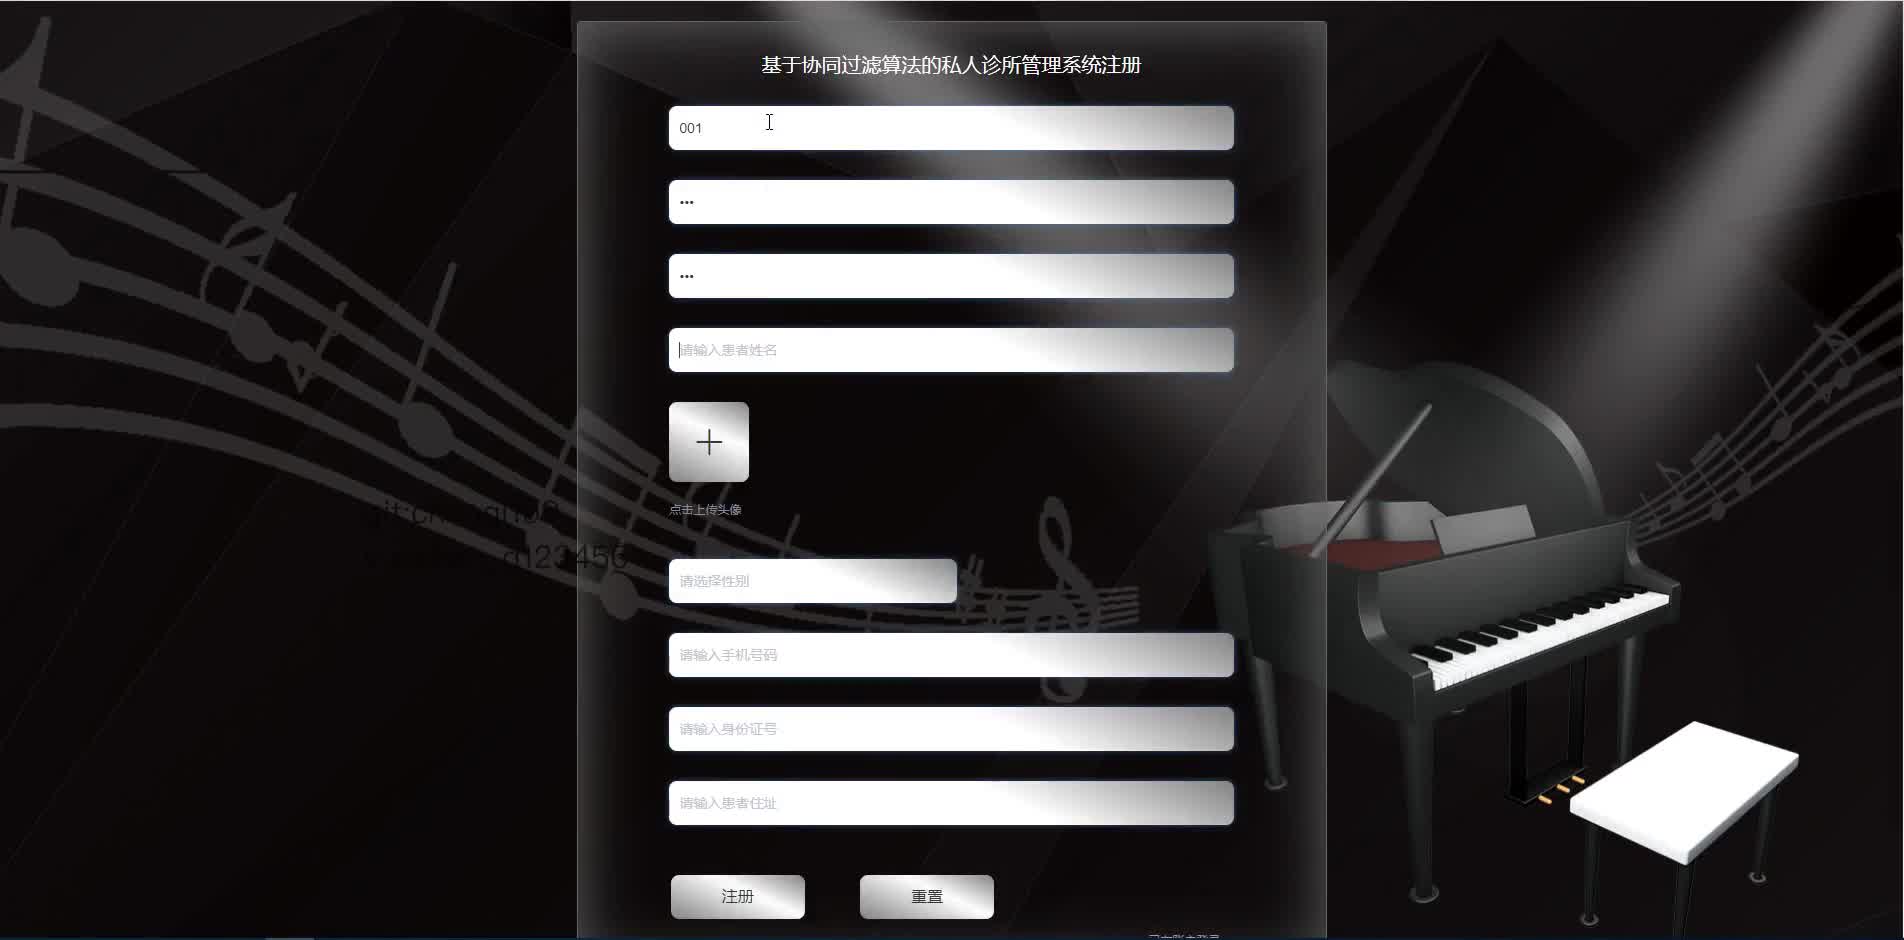 基于协同过滤算法的私人诊所管理系统注册
001
•••
•••
请输入患者姓名
点击上传头像
请选择性别
请输入手机号码
请输入身份证号
请输入患者住址
注册
重置